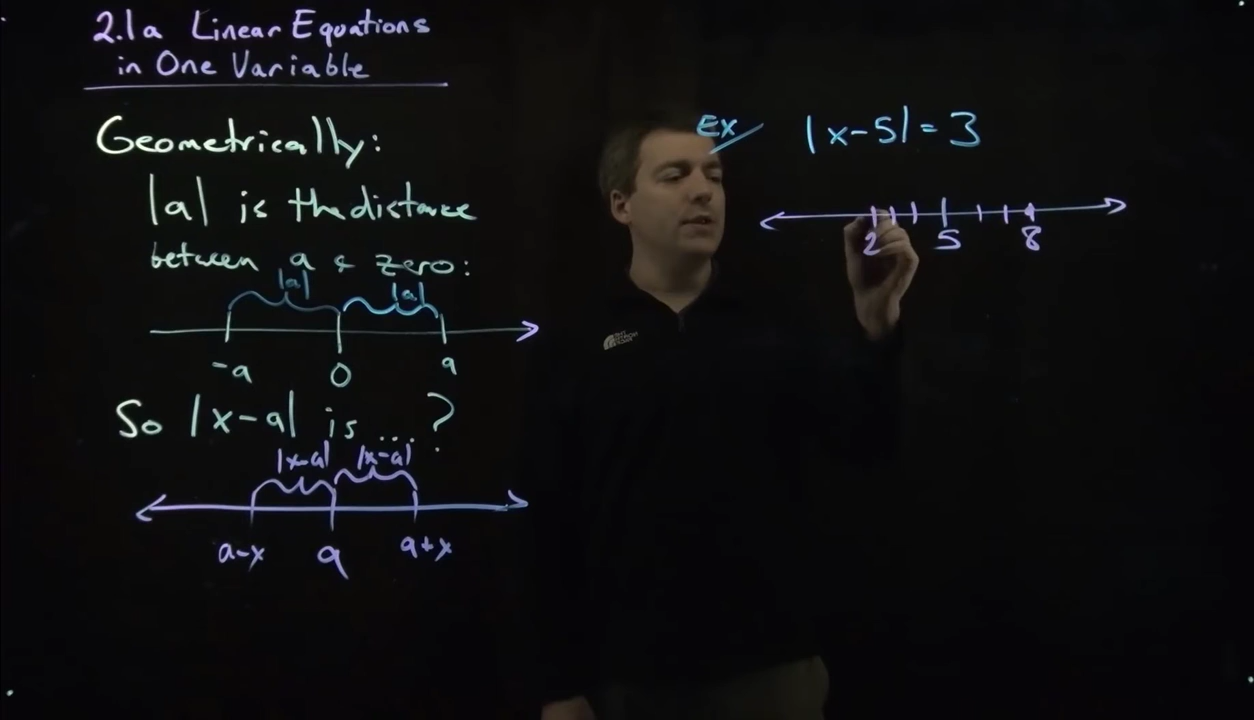 2.1a Linear Equations
in One Variable
Geometrically:
|a| is the distance
between a & zero:
|a| |a|
-a 0 a
So |x-a| is ... ?
|x-a| |x-a|
a-x a a+x
Ex |x-5| = 3
2 5 8